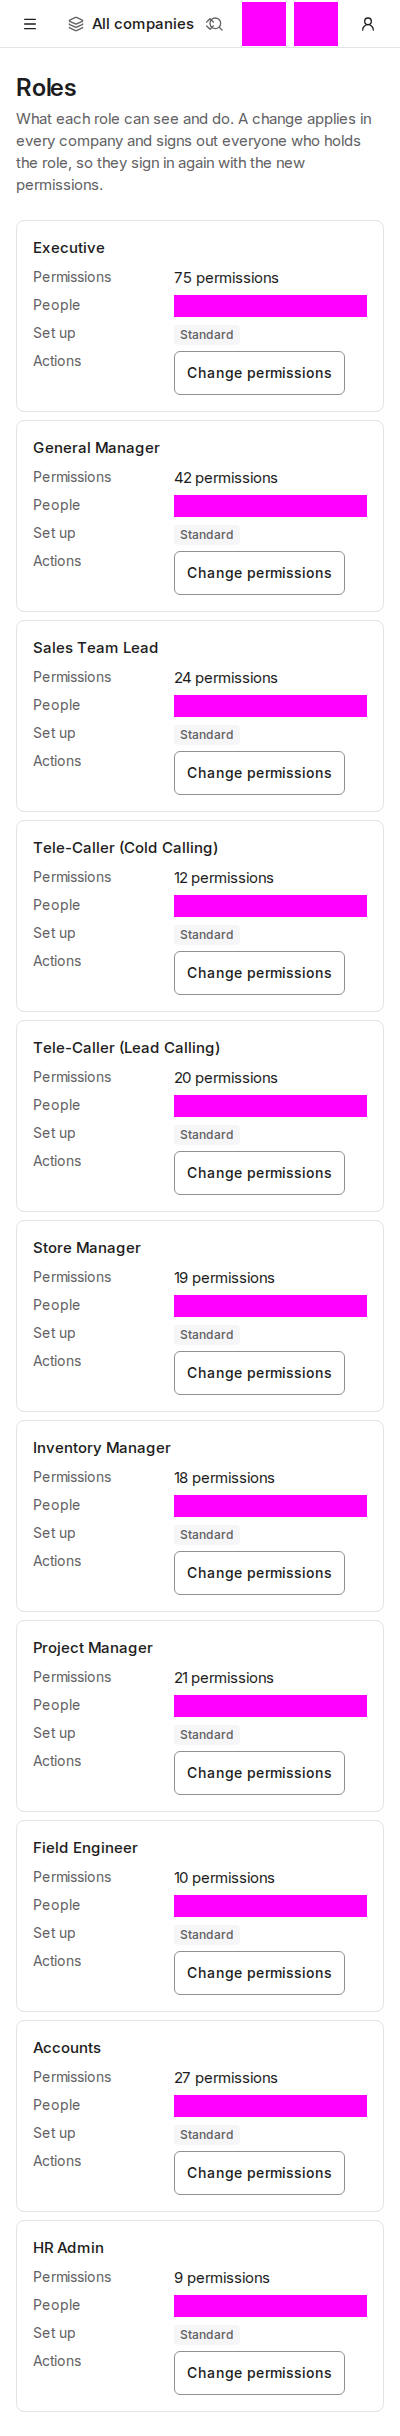 All companies
Roles
What each role can see and do. A change applies in
every company and signs out everyone who holds
the role, so they sign in again with the new
permissions.
Executive
Permissions 75 permissions
People
Set up Standard
Actions Change permissions
General Manager
Permissions 42 permissions
People
Set up Standard
Actions Change permissions
Sales Team Lead
Permissions 24 permissions
People
Set up Standard
Actions Change permissions
Tele-Caller (Cold Calling)
Permissions 12 permissions
People
Set up Standard
Actions Change permissions
Tele-Caller (Lead Calling)
Permissions 20 permissions
People
Set up Standard
Actions Change permissions
Store Manager
Permissions 19 permissions
People
Set up Standard
Actions Change permissions
Inventory Manager
Permissions 18 permissions
People
Set up Standard
Actions Change permissions
Project Manager
Permissions 21 permissions
People
Set up Standard
Actions Change permissions
Field Engineer
Permissions 10 permissions
People
Set up Standard
Actions Change permissions
Accounts
Permissions 27 permissions
People
Set up Standard
Actions Change permissions
HR Admin
Permissions 9 permissions
People
Set up Standard
Actions Change permissions